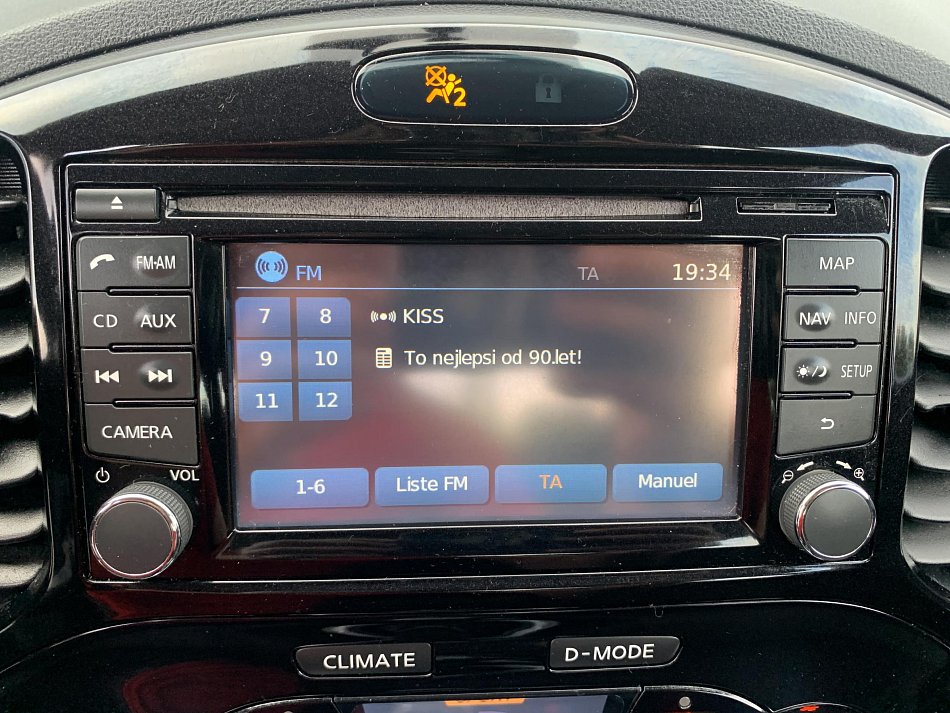 2
FM TA 19:34
FM·AM
MAP
7 8
KISS
CD AUX
NAV INFO
9 10
To nejlepsi od 90.let!
SETUP
11 12
CAMERA
1-6 Liste FM TA Manuel
VOL
CLIMATE D-MODE